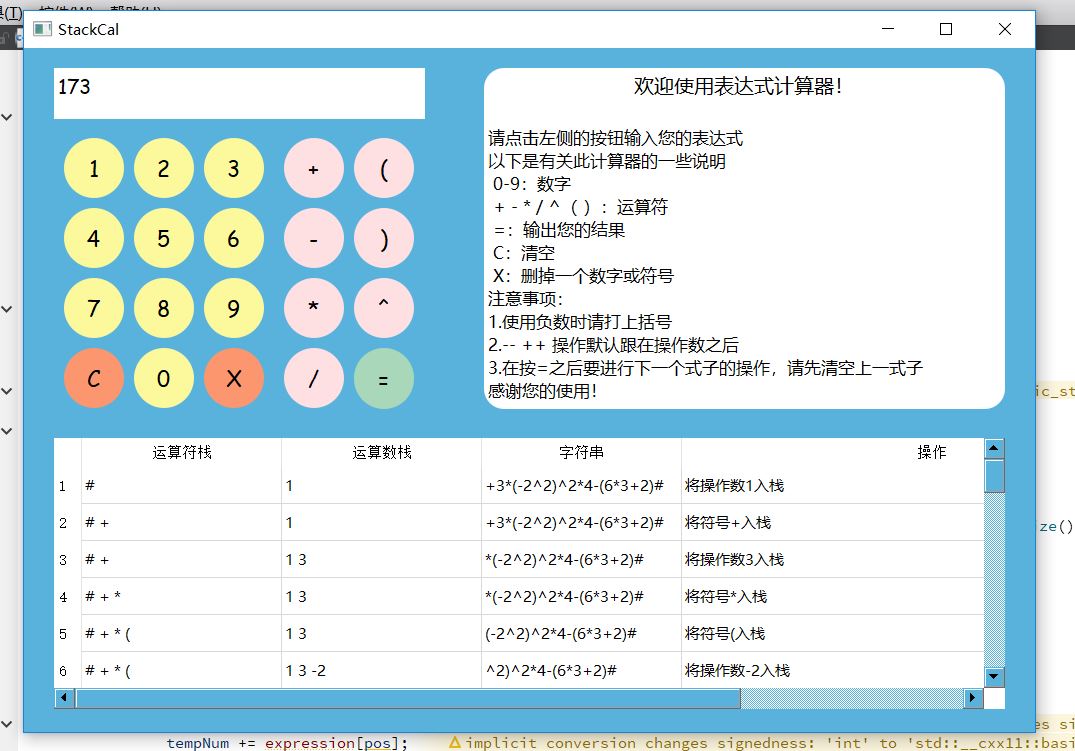 StackCal
173
欢迎使用表达式计算器！
1 2 3 + (
4 5 6 - )
7 8 9 * ^
C 0 X / =
请点击左侧的按钮输入您的表达式
以下是有关此计算器的一些说明
0-9：数字
+ - * / ^ ( ) ：运算符
=：输出您的结果
C：清空
X：删掉一个数字或符号
注意事项：
1.使用负数时请打上括号
2.-- ++ 操作默认跟在操作数之后
3.在按=之后要进行下一个式子的操作，请先清空上一式子
感谢您的使用！
运算符栈 运算数栈 字符串 操作
1 # 1 +3*(-2^2)^2*4-(6*3+2)# 将操作数1入栈
2 # + 1 +3*(-2^2)^2*4-(6*3+2)# 将符号+入栈
3 # + 1 3 *(-2^2)^2*4-(6*3+2)# 将操作数3入栈
4 # + * 1 3 *(-2^2)^2*4-(6*3+2)# 将符号*入栈
5 # + * ( 1 3 (-2^2)^2*4-(6*3+2)# 将符号(入栈
6 # + * ( 1 3 -2 ^2)^2*4-(6*3+2)# 将操作数-2入栈
ic_st
ze()
es si
tempNum += expression[pos]; implicit conversion changes signedness: 'int' to 'std::__cxx11::basi